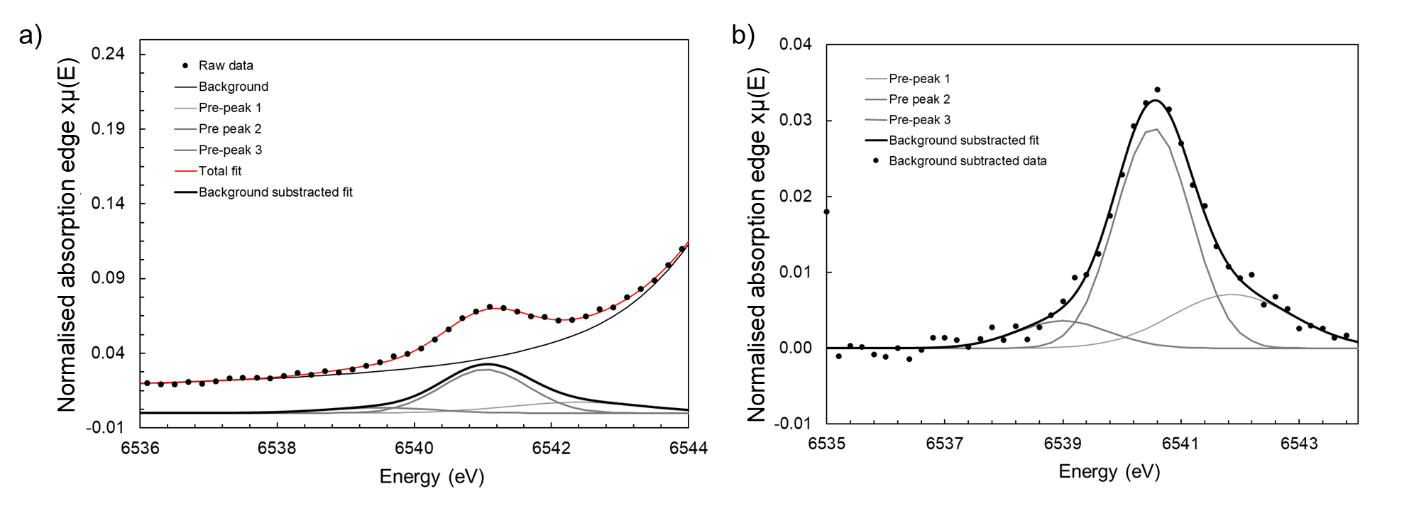 a)
Normalised absorption edge xμ(E)
0.24
0.19
0.14
0.09
0.04
-0.01
Raw data
Background
Pre-peak 1
Pre peak 2
Pre-peak 3
Total fit
Background substracted fit
6536
6538
6540
6542
6544
Energy (eV)
b)
Normalised absorption edge xμ(E)
0.04
0.03
0.02
0.01
0.00
-0.01
Pre-peak 1
Pre peak 2
Pre-peak 3
Background substracted fit
Background subtracted data
6535
6537
6539
6541
6543
Energy (eV)